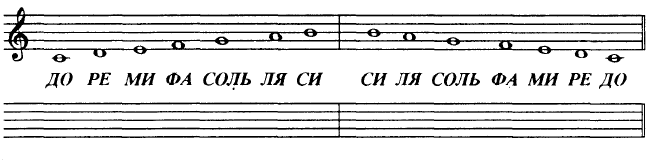 ДО РЕ МИ ФА СОЛЬ ЛЯ СИ СИ ЛЯ СОЛЬ ФА МИ РЕ ДО